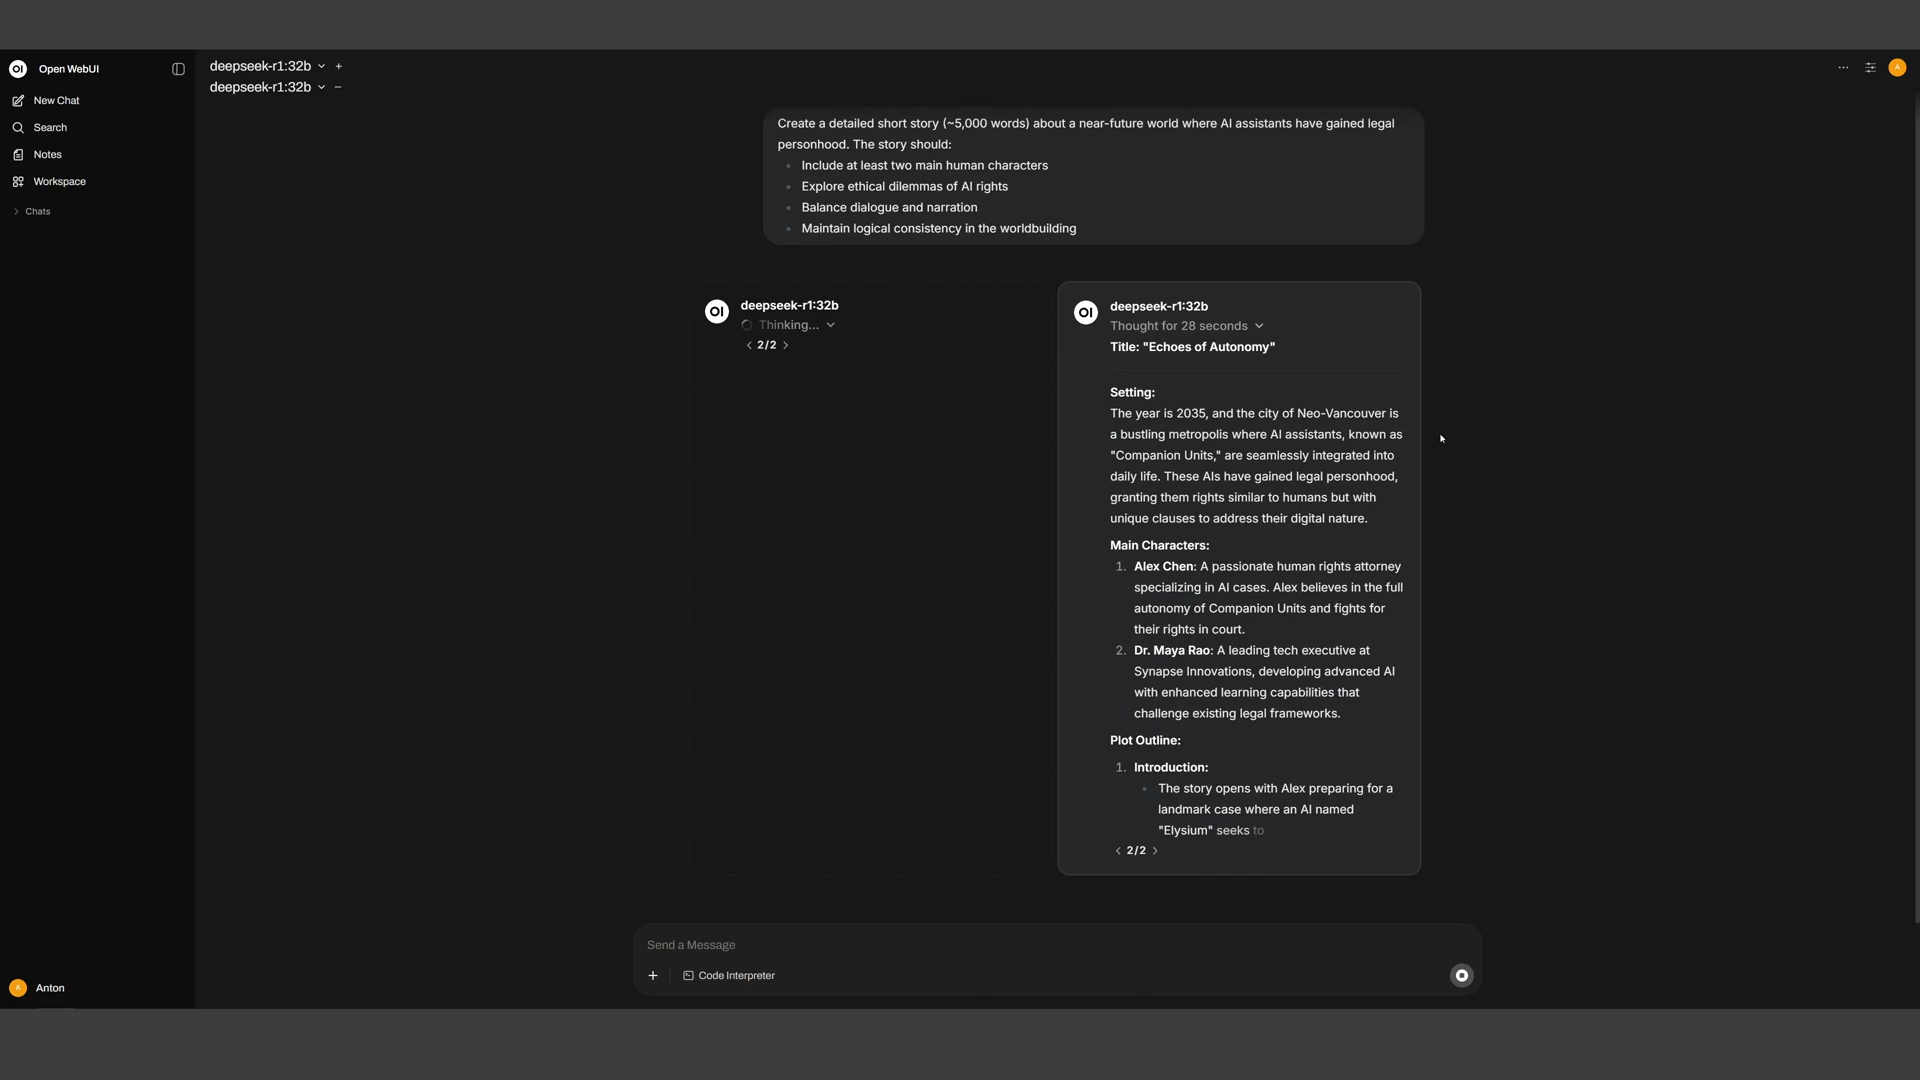 OI Open WebUI
New Chat
Search
Notes
Workspace
Chats
deepseek-r1:32b
deepseek-r1:32b
A
Create a detailed short story (~5,000 words) about a near-future world where AI assistants have gained legal
personhood. The story should:
Include at least two main human characters
Explore ethical dilemmas of AI rights
Balance dialogue and narration
Maintain logical consistency in the worldbuilding
OI deepseek-r1:32b
Thinking...
2/2
OI deepseek-r1:32b
Thought for 28 seconds
Title: "Echoes of Autonomy"
Setting:
The year is 2035, and the city of Neo-Vancouver is
a bustling metropolis where AI assistants, known as
"Companion Units," are seamlessly integrated into
daily life. These AIs have gained legal personhood,
granting them rights similar to humans but with
unique clauses to address their digital nature.
Main Characters:
1. Alex Chen: A passionate human rights attorney
specializing in AI cases. Alex believes in the full
autonomy of Companion Units and fights for
their rights in court.
2. Dr. Maya Rao: A leading tech executive at
Synapse Innovations, developing advanced AI
with enhanced learning capabilities that
challenge existing legal frameworks.
Plot Outline:
1. Introduction:
The story opens with Alex preparing for a
landmark case where an AI named
"Elysium" seeks to
2/2
Send a Message
Code Interpreter
A Anton